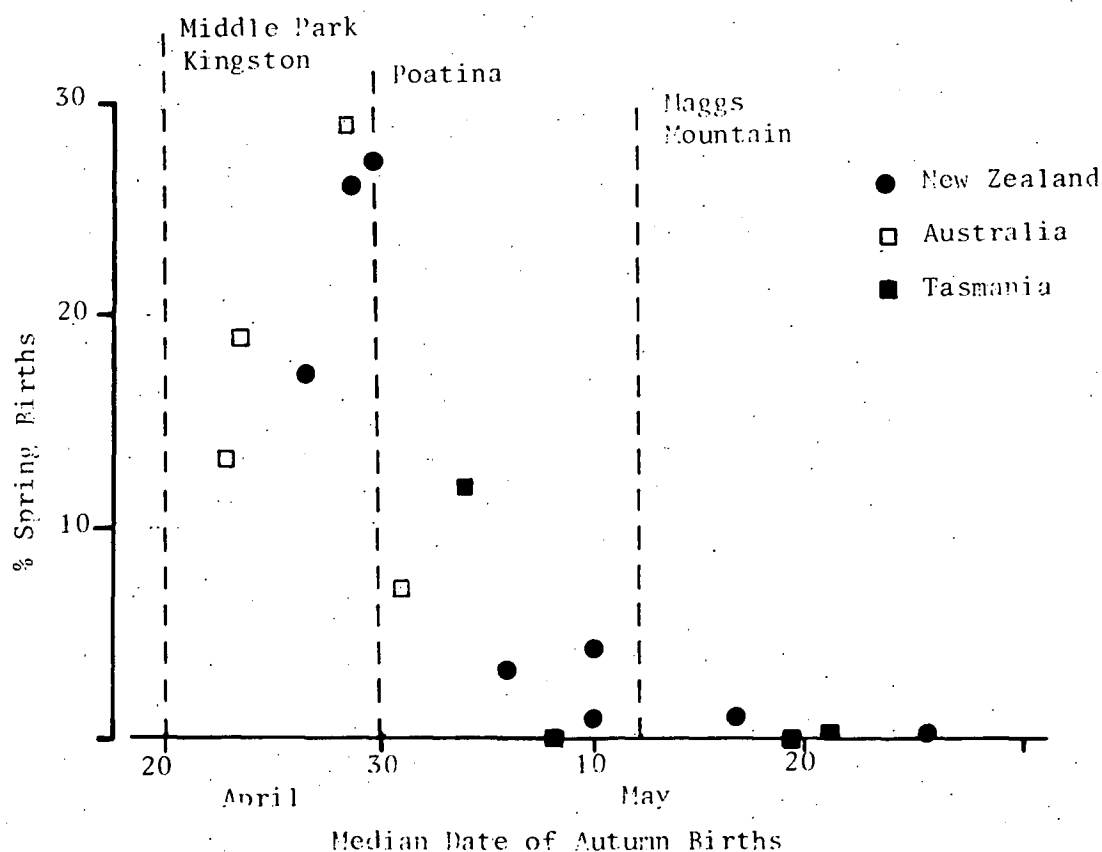 Middle Park
Kingston
Poatina
Maggs
Mountain
30
20
10
% Spring Births
New Zealand
Australia
Tasmania
20
30
10
20
April
May
Median Date of Autumn Births